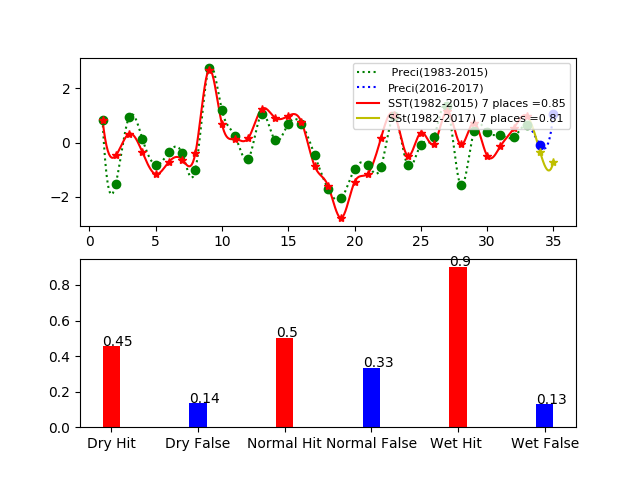 Preci(1983-2015)
Preci(2016-2017)
SST(1982-2015) 7 places =0.85
SSt(1982-2017) 7 places =0.81
2
0
−2
0 5 10 15 20 25 30 35
0.8
0.6
0.4
0.2
0.0
0.45 0.14 0.5 0.33 0.9 0.13
Dry Hit Dry False Normal Hit Normal False Wet Hit Wet False